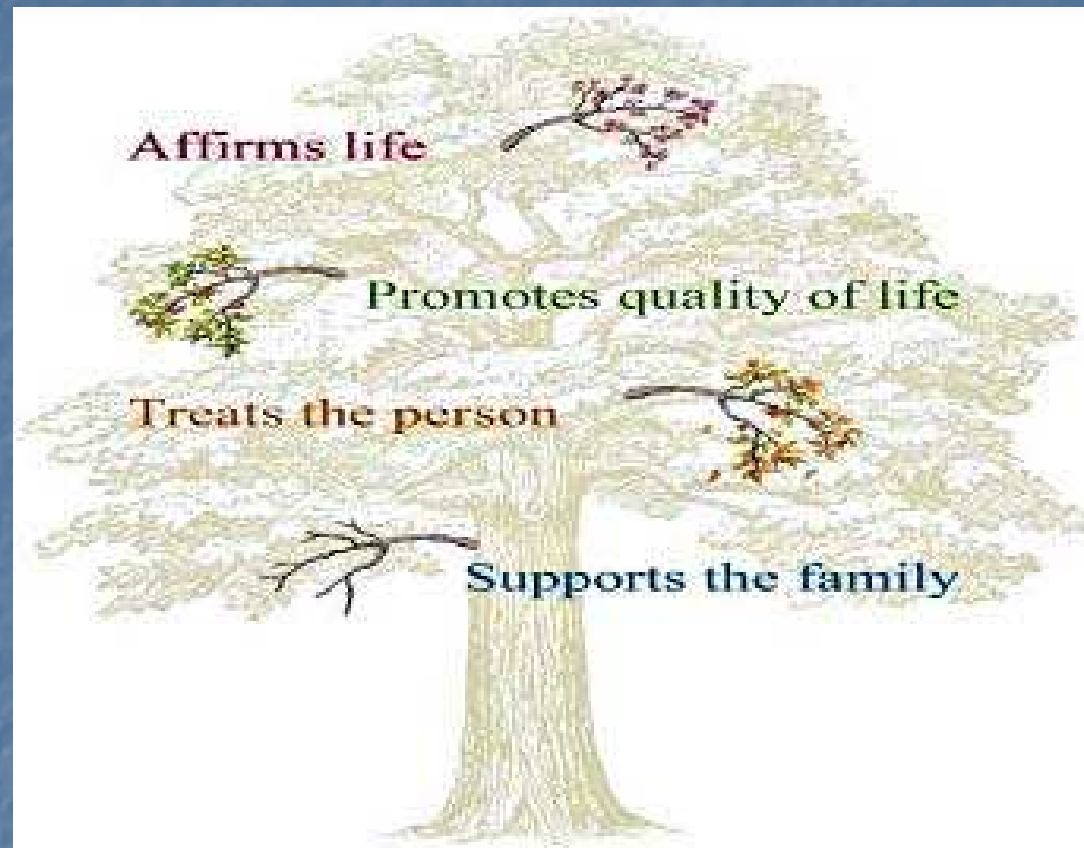 Affirms life
Promotes quality of life
Treats the person
Supports the family